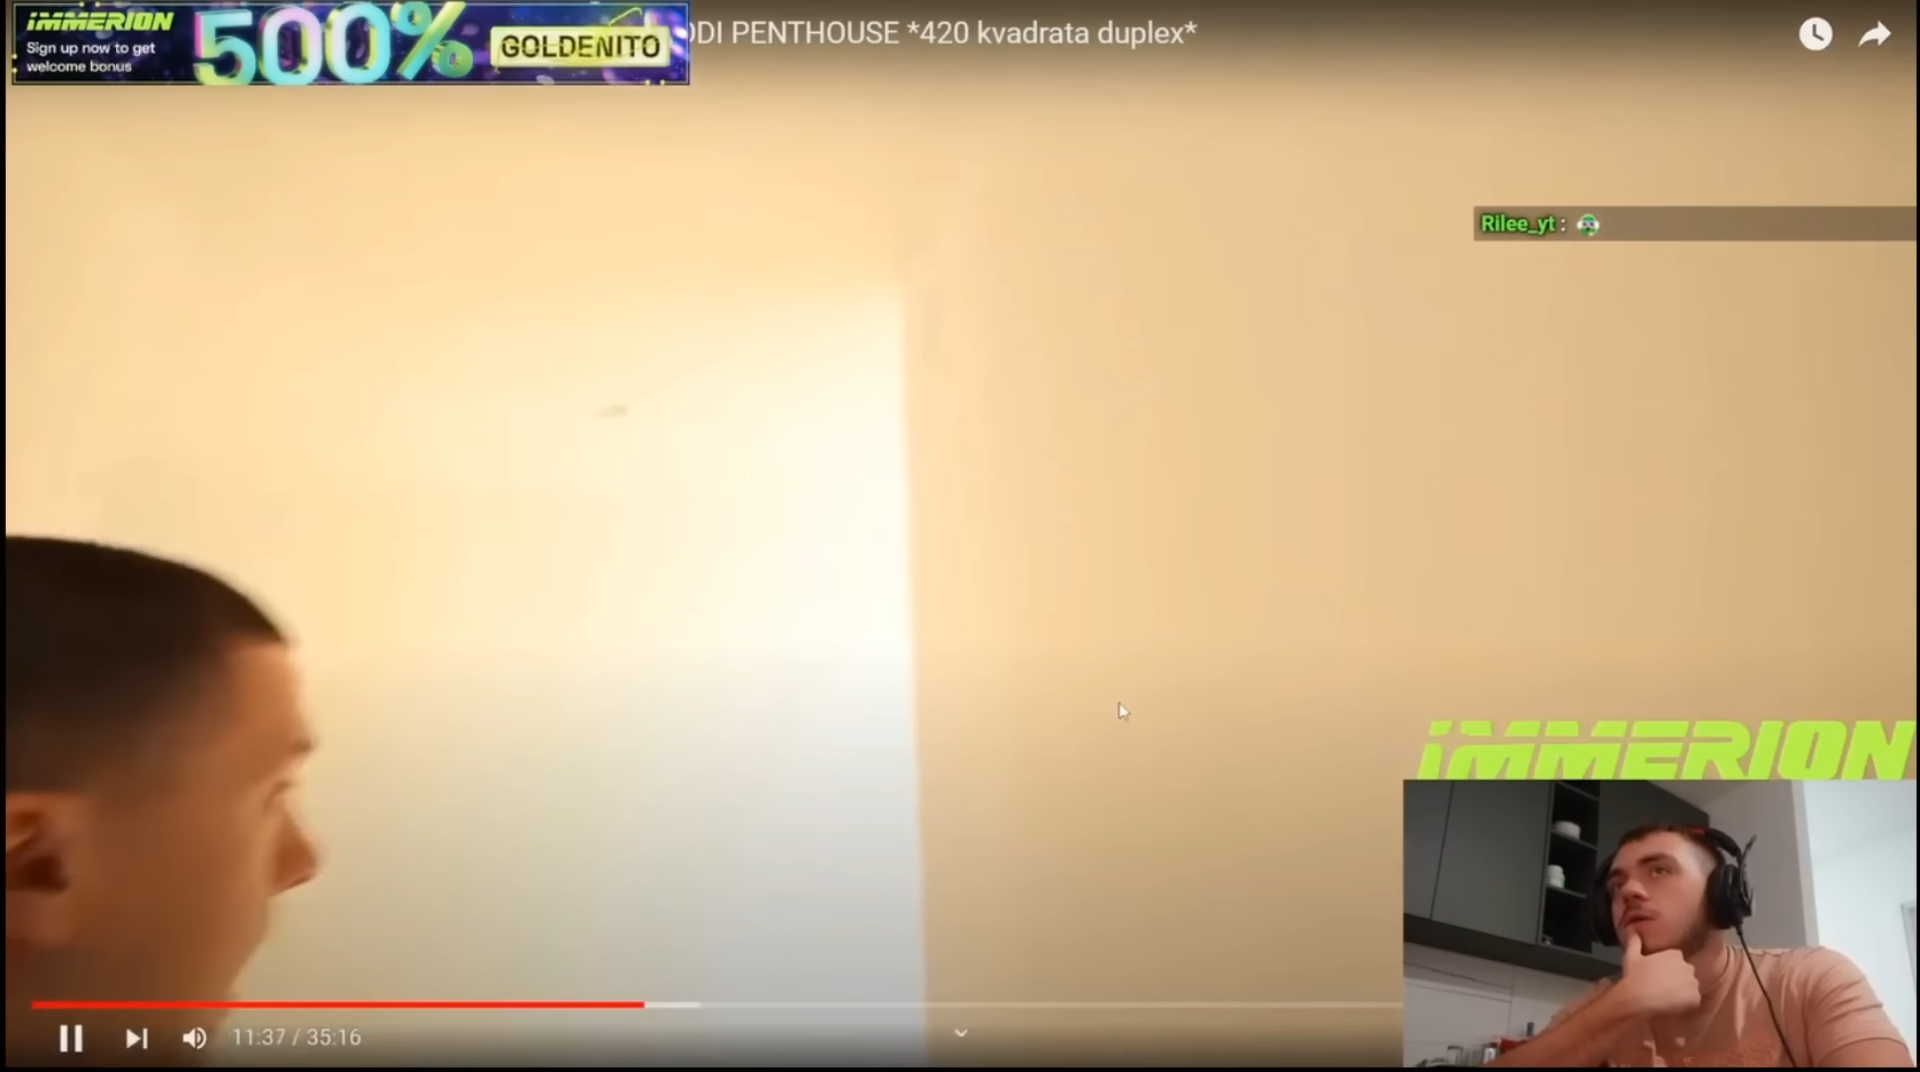 iMMERION
Sign up now to get
welcome bonus
500%
GOLDENITO
ODI PENTHOUSE *420 kvadrata duplex*
Rilee_yt :
iMMERION
11:37 / 35:16